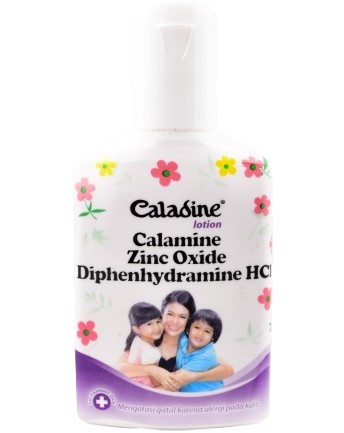 Caladine®
lotion
Calamine
Zinc Oxide
Diphenhydramine HCl
Mengatasi gatal karena alergi pada kulit